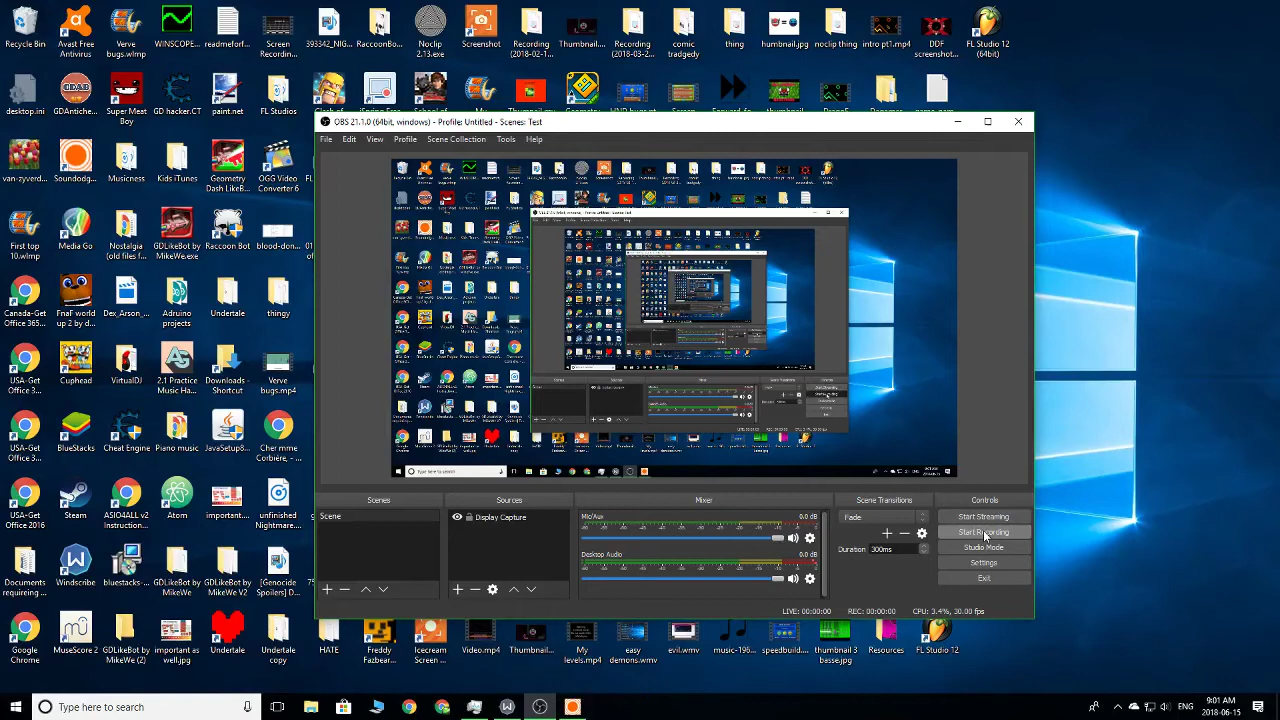 Recycle Bin
Avast Free Antivirus
Verve bugs.wlmp
WINSCOPE...
readmeforf...
Screen Recordin...
393342_NIG...
RaccoonBo...
Noclip 2.13.exe
Screenshot
Recording (2018-02-1...
Thumbnail....
Recording (2018-03-2...
comic tradgedy
thing
humbnail.jpg
noclip thing
intro pt1.mp4
DDF screenshot...
FL Studio 12 (64bit)
desktop.ini
GDAnthe...
Super Meat Boy
GD hacker.CT
paint.net
FL Studios
OBS 21.1.0 (64bit, windows) - Profile: Untitled - Scenes: Test
File Edit View Profile Scene Collection Tools Help
van-pyverd...
Soundodg...
Musicness
Kids iTunes
Geometry Dash LikeB...
OGG Video Converter 6
First top 10.wlmp
Media Go
Nostalgia [old files f...
GDLikeBot by MikeWe.exe
Raccoon Bot
blood-don...
USA-Get Office 365...
Fnaf world up 2 by d...
Rex_Arson_...
Adruino projects
Undertale
thingy
USA-Get Office 365 ...
Cuphead
VirtualDJ
2.1 Practice Music Hac...
Downloads - Shortcut
Verve bugs.mp4
USA-Get Office 3...
BlueStacks
Cheat Engine
Piano music
JavaSetup8...
Cher mme Corbière,...
USA-Get Office 2016
Steam
ASIO4ALL v2 Instruction...
Atom
important...
unfinished Nightmare...
Scenes
Sources
Mixer
Scene Transitions
Controls
Scene
Display Capture
Mic/Aux 0.0 dB
Desktop Audio 0.0 dB
Fade
Duration 300ms
Start Streaming
Start Recording
Studio Mode
Settings
Exit
LIVE: 00:00:00 REC: 00:00:00 CPU: 3.4%, 30.00 fps
Documents requiring ...
Windscribe
bluestacks-...
GDLikeBot by MikeWe
GDLikeBot by MikeWe V2
[Genocide Spoilers] D...
Google Chrome
Musescore 2
GDLikeBot by MikeWe (2)
important as well.jpg
Undertale
Undertale copy
HATE
Freddy Fazbear...
Icecream Screen ...
Video.mp4
Thumbnail...
My levels.mp4
easy demons.wmv
evil.wmv
music-196...
speedbuild....
thumbnail 3 basse.jpg
Resources
FL Studio 12
Type here to search
ENG
9:01 AM
2018-06-15